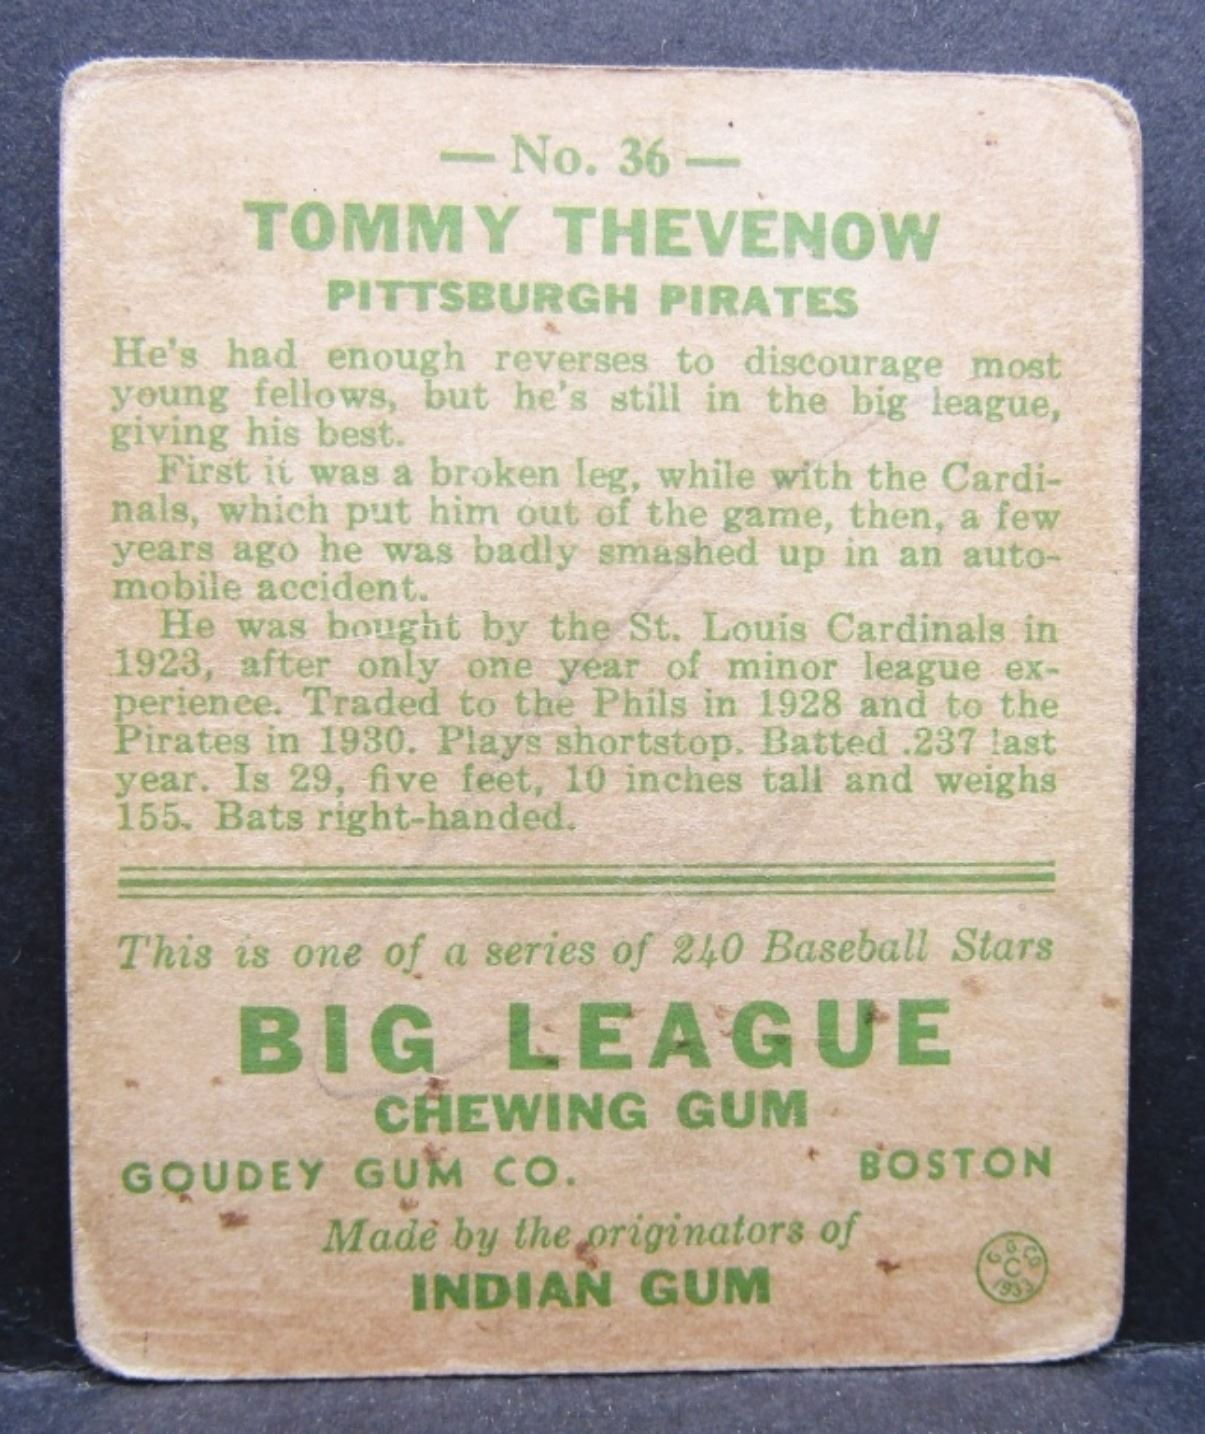 — No. 36 —
TOMMY THEVENOW
PITTSBURGH PIRATES
He's had enough reverses to discourage most
young fellows, but he's still in the big league,
giving his best.
First it was a broken leg, while with the Cardi-
nals, which put him out of the game, then, a few
years ago he was badly smashed up in an auto-
mobile accident.
He was bought by the St. Louis Cardinals in
1923, after only one year of minor league ex-
perience. Traded to the Phils in 1928 and to the
Pirates in 1930. Plays shortstop. Batted .237 last
year. Is 29, five feet, 10 inches tall and weighs
155. Bats right-handed.
This is one of a series of 240 Baseball Stars
BIG LEAGUE
CHEWING GUM
GOUDEY GUM CO. BOSTON
Made by the originators of
INDIAN GUM
G. G. CO.
C
1933